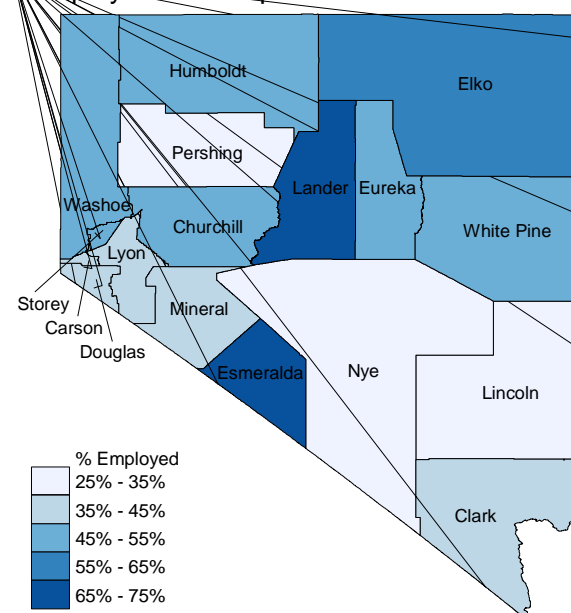 Humboldt
Elko
Pershing
Lander
Eureka
Washoe
Churchill
White Pine
Lyon
Storey
Carson
Douglas
Mineral
Esmeralda
Nye
Lincoln
Clark
% Employed
25% - 35%
35% - 45%
45% - 55%
55% - 65%
65% - 75%